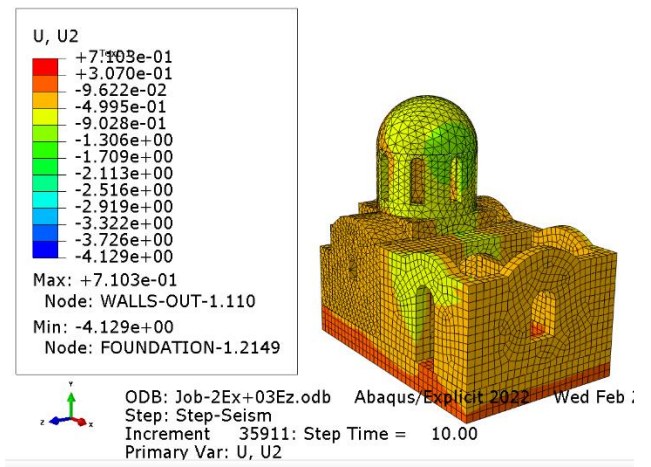 U, U2
+7.103e-01
+3.070e-01
-9.622e-02
-4.995e-01
-9.028e-01
-1.306e+00
-1.709e+00
-2.113e+00
-2.516e+00
-2.919e+00
-3.322e+00
-3.726e+00
-4.129e+00
Max: +7.103e-01
Node: WALLS-OUT-1.110
Min: -4.129e+00
Node: FOUNDATION-1.2149
Y
Z X
ODB: Job-2Ex+03Ez.odb Abaqus/Explicit 2022 Wed Feb
Step: Step-Seism
Increment 35911: Step Time = 10.00
Primary Var: U, U2